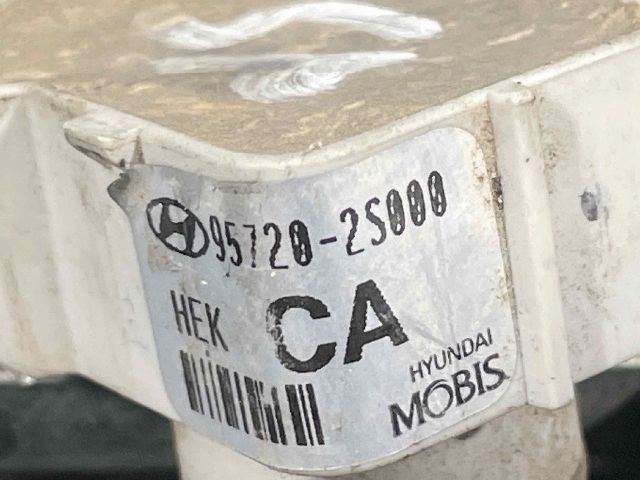 95720-2S000
HEK CA
HYUNDAI
MOBIS